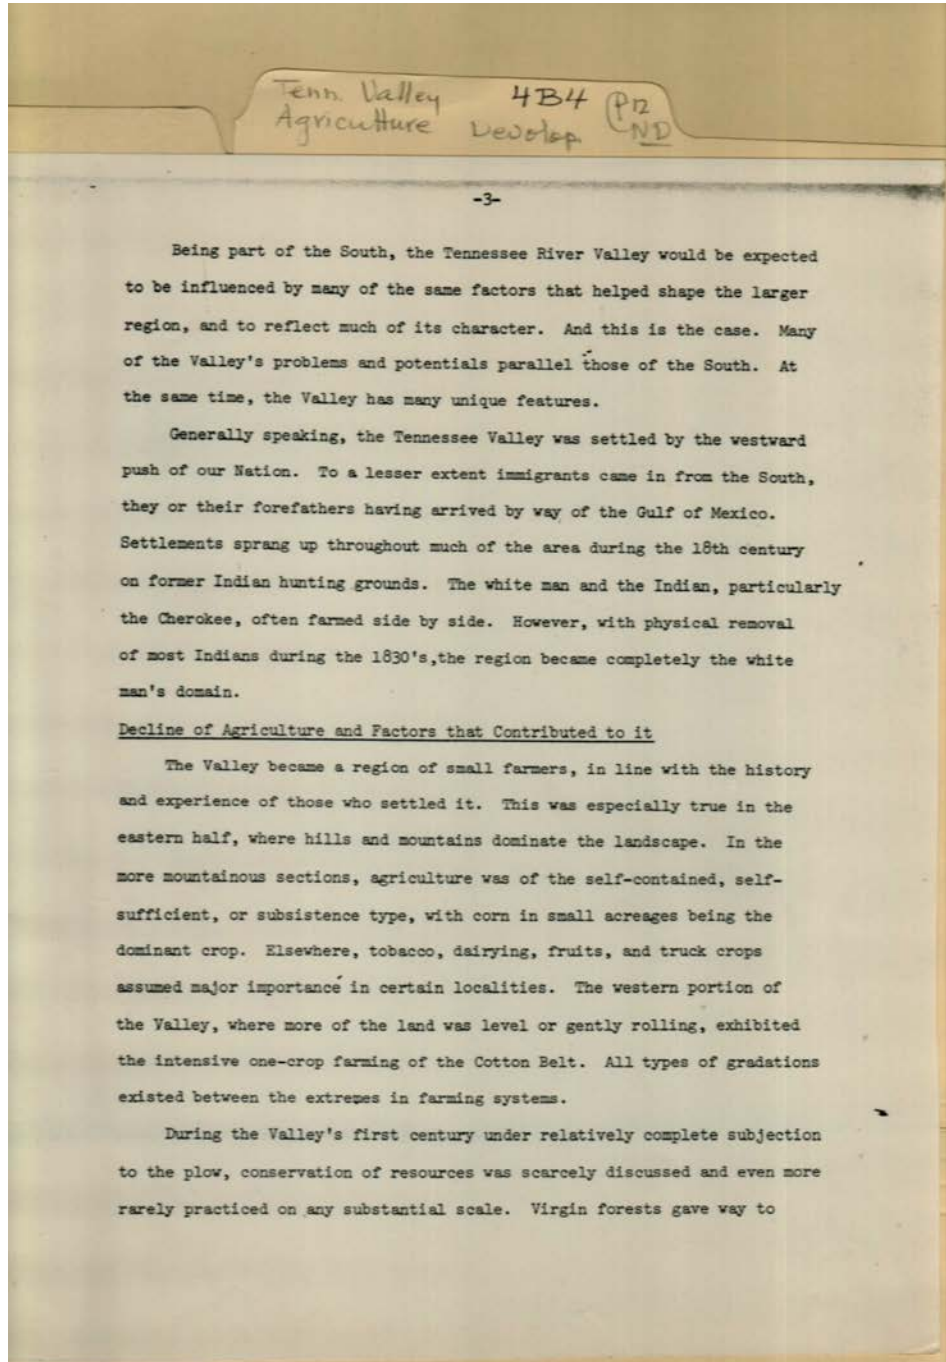 Tenn. Valley 4B4 P12
Agriculture Develop. ND
-3-
Being part of the South, the Tennessee River Valley would be expected
to be influenced by many of the same factors that helped shape the larger
region, and to reflect much of its character. And this is the case. Many
of the Valley's problems and potentials parallel those of the South. At
the same time, the Valley has many unique features.
Generally speaking, the Tennessee Valley was settled by the westward
push of our Nation. To a lesser extent immigrants came in from the South,
they or their forefathers having arrived by way of the Gulf of Mexico.
Settlements sprang up throughout much of the area during the 18th century
on former Indian hunting grounds. The white man and the Indian, particularly
the Cherokee, often farmed side by side. However, with physical removal
of most Indians during the 1830's,the region became completely the white
man's domain.
Decline of Agriculture and Factors that Contributed to it
The Valley became a region of small farmers, in line with the history
and experience of those who settled it. This was especially true in the
eastern half, where hills and mountains dominate the landscape. In the
more mountainous sections, agriculture was of the self-contained, self-
sufficient, or subsistence type, with corn in small acreages being the
dominant crop. Elsewhere, tobacco, dairying, fruits, and truck crops
assumed major importance in certain localities. The western portion of
the Valley, where more of the land was level or gently rolling, exhibited
the intensive one-crop farming of the Cotton Belt. All types of gradations
existed between the extremes in farming systems.
During the Valley's first century under relatively complete subjection
to the plow, conservation of resources was scarcely discussed and even more
rarely practiced on any substantial scale. Virgin forests gave way to